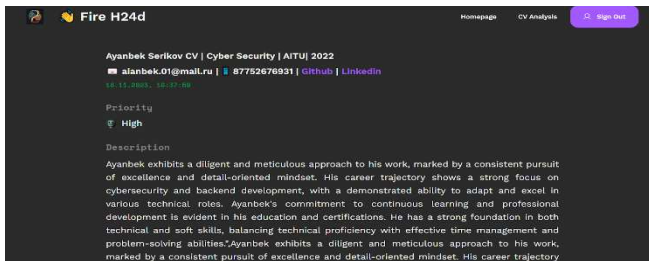 Fire H24d
Homepage
CV Analysis
Sign Out
Ayanbek Serikov CV | Cyber Security | AITU| 2022
aianbek.01@mail.ru | 87752676931 | Github | Linkedin
Priority
High
Description
Ayanbek exhibits a diligent and meticulous approach to his work, marked by a consistent pursuit
of excellence and detail-oriented mindset. His career trajectory shows a strong focus on
cybersecurity and backend development, with a demonstrated ability to adapt and excel in
various technical roles. Ayanbek's commitment to continuous learning and professional
development is evident in his education and certifications. He has a strong foundation in both
technical and soft skills, balancing technical proficiency with effective time management and
problem-solving abilities.",Ayanbek exhibits a diligent and meticulous approach to his work,
marked by a consistent pursuit of excellence and detail-oriented mindset. His career trajectory